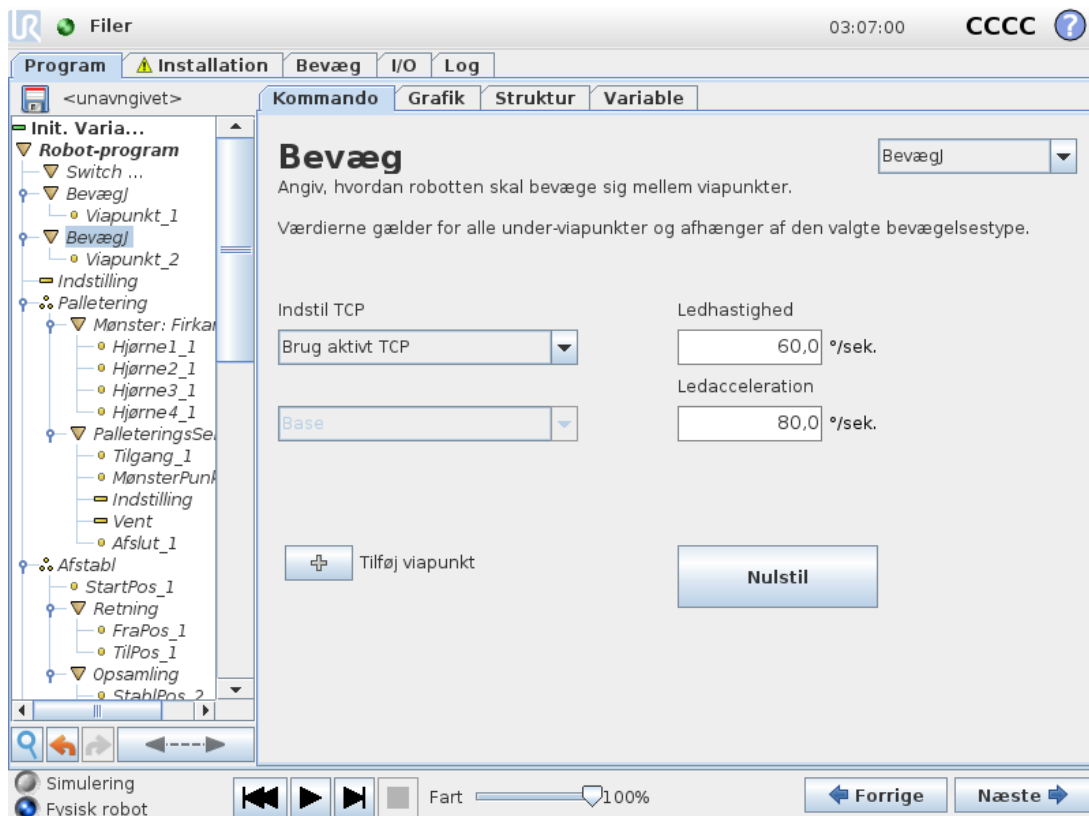 UR Filer 03:07:00 CCCC ?
Program Installation Bevæg I/O Log
<unavngivet> Kommando Grafik Struktur Variable
Init. Varia...
Robot-program
Switch ...
BevægJ
Viapunkt_1
BevægJ
Viapunkt_2
Indstilling
Palletering
Mønster: Firkan
Hjørne1_1
Hjørne2_1
Hjørne3_1
Hjørne4_1
PalleteringsSe
Tilgang_1
MønsterPunk
Indstilling
Vent
Afslut_1
Afstabl
StartPos_1
Retning
FraPos_1
TilPos_1
Opsamling
StablPos_2
Bevæg BevægJ
Angiv, hvordan robotten skal bevæge sig mellem viapunkter.
Værdierne gælder for alle under-viapunkter og afhænger af den valgte bevægelsestype.
Indstil TCP Ledhastighed
Brug aktivt TCP 60,0 °/sek.
Ledacceleration
Base 80,0 °/sek.
Tilføj viapunkt Nulstil
Simulering
Fysisk robot
Fart 100% Forrige Næste